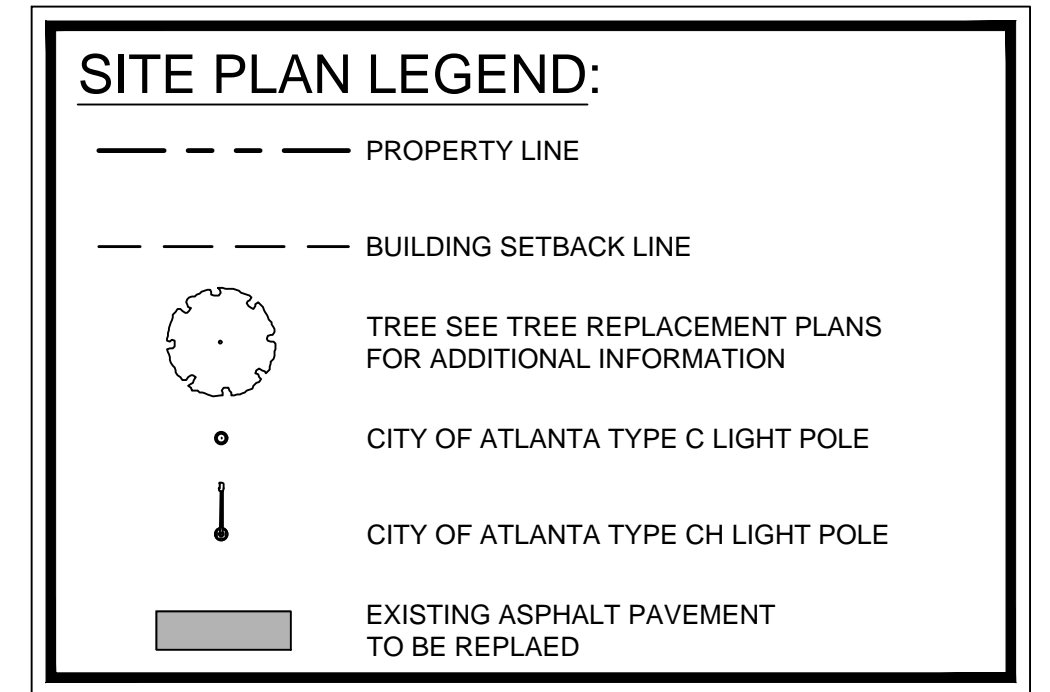 SITE PLAN LEGEND:
PROPERTY LINE
BUILDING SETBACK LINE
TREE SEE TREE REPLACEMENT PLANS
FOR ADDITIONAL INFORMATION
CITY OF ATLANTA TYPE C LIGHT POLE
CITY OF ATLANTA TYPE CH LIGHT POLE
EXISTING ASPHALT PAVEMENT
TO BE REPLAED